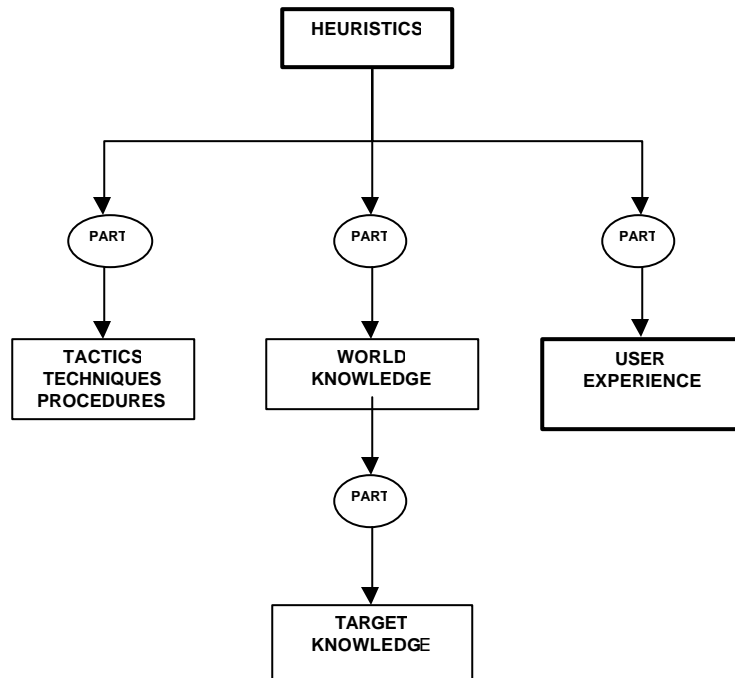 HEURISTICS
PART
PART
PART
TACTICS
TECHNIQUES
PROCEDURES
WORLD
KNOWLEDGE
USER
EXPERIENCE
PART
TARGET
KNOWLEDGE